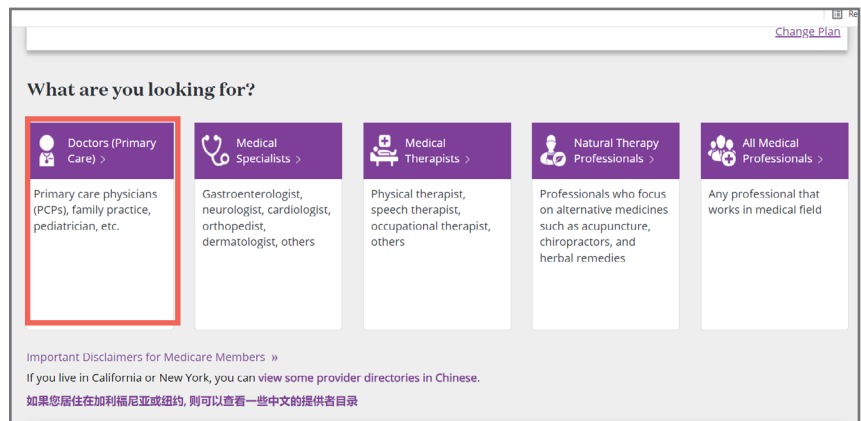 Re
Change Plan
What are you looking for?
Doctors (Primary
Care) >
Primary care physicians
(PCPs), family practice,
pediatrician, etc.
Medical
Specialists >
Gastroenterologist,
neurologist, cardiologist,
orthopedist,
dermatologist, others
Medical
Therapists >
Physical therapist,
speech therapist,
occupational therapist,
others
Natural Therapy
Professionals >
Professionals who focus
on alternative medicines
such as acupuncture,
chiropractors, and
herbal remedies
All Medical
Professionals >
Any professional that
works in medical field
Important Disclaimers for Medicare Members »
If you live in California or New York, you can view some provider directories in Chinese.
如果您居住在加利福尼亚或纽约, 则可以查看一些中文的提供者目录